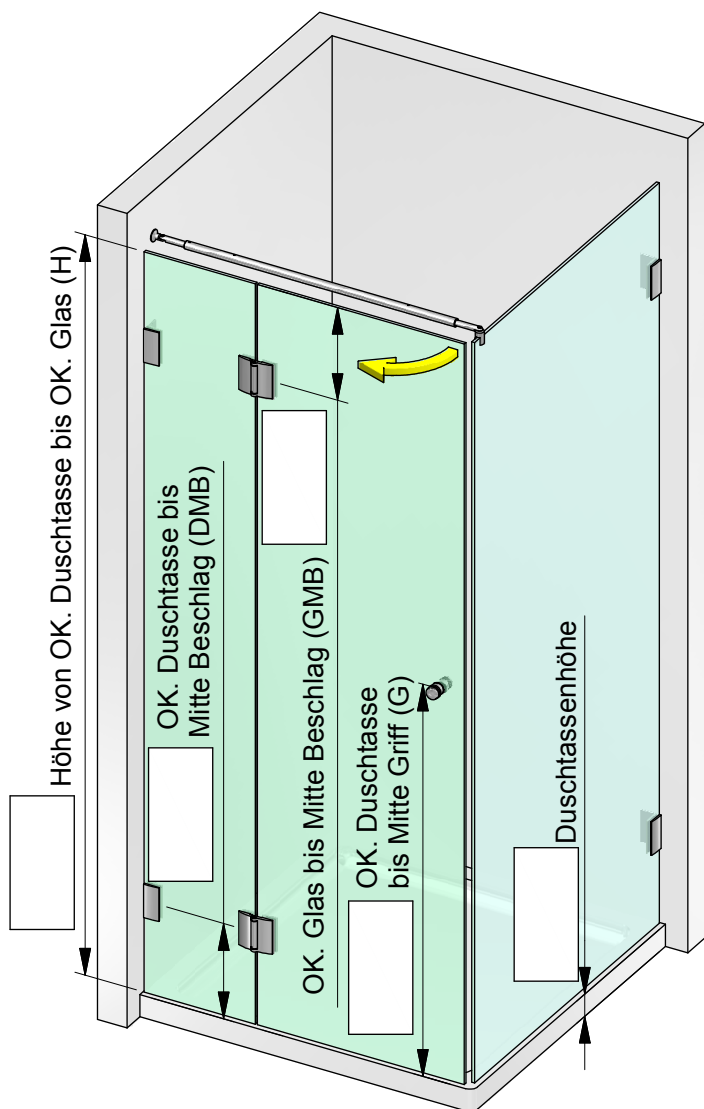 Höhe von OK. Duschtasse bis OK. Glas (H)
OK. Duschtasse bis
Mitte Beschlag (DMB)
OK. Glas bis Mitte Beschlag (GMB)
OK. Duschtasse
bis Mitte Griff (G)
Duschtassenhöhe